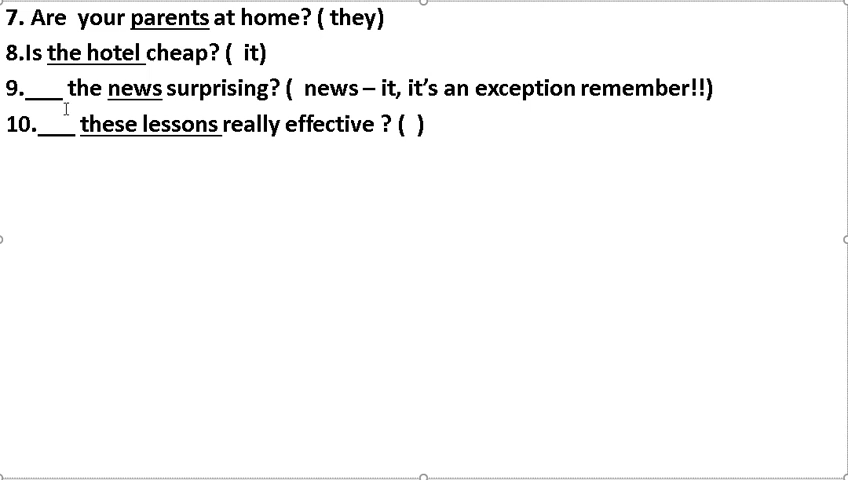 7. Are  your parents at home? ( they)
8.Is the hotel cheap? (  it)
9.___ the news surprising? (  news – it, it's an exception remember!!)
10.___ these lessons really effective ? (  )